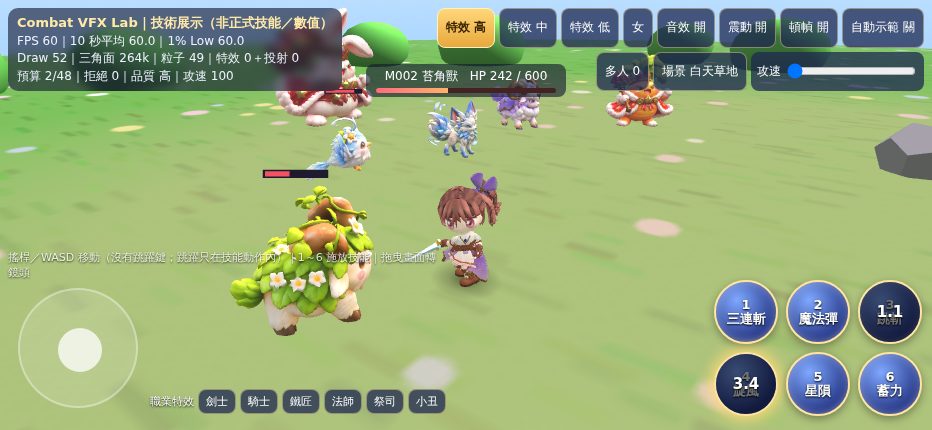 Combat VFX Lab｜技術展示（非正式技能／數值）
FPS 60｜10 秒平均 60.0｜1% Low 60.0
Draw 52｜三角面 264k｜粒子 49｜特效 0＋投射 0
預算 2/48｜拒絕 0｜品質 高｜攻速 100
特效 高
特效 中
特效 低
女
音效 開
震動 開
頓幀 開
自動示範 關
M002 苔角獸 HP 242 / 600
多人 0
場景 白天草地
攻速
搖桿／WASD 移動（沒有跳躍鍵；跳躍只在技能動作內）｜1～6 施放技能｜拖曳畫面轉
鏡頭
1
三連斬
2
魔法彈
3
跳斬
1.1
4
旋風
3.4
5
星隕
6
蓄力
職業特效
劍士
騎士
鐵匠
法師
祭司
小丑